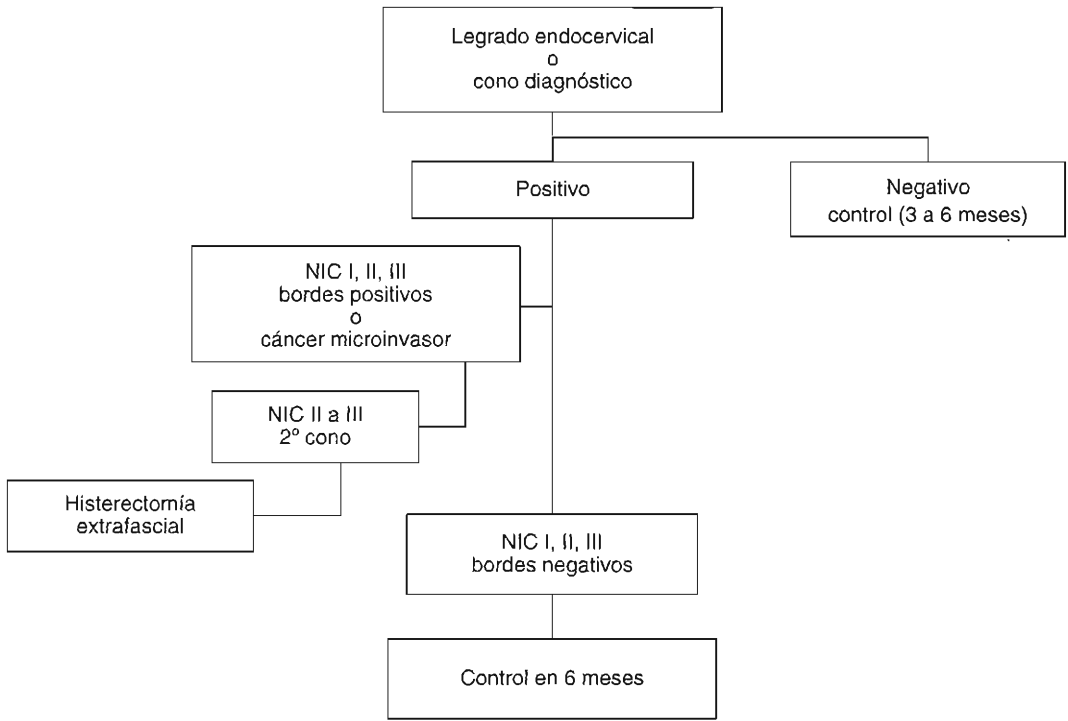 Legrado endocervical
o
cono diagnóstico
Positivo
Negativo
control (3 a 6 meses)
NIC I, II, III
bordes positivos
o
cáncer microinvasor
NIC II a III
2º cono
Histerectomía
extrafascial
NIC I, II, III
bordes negativos
Control en 6 meses